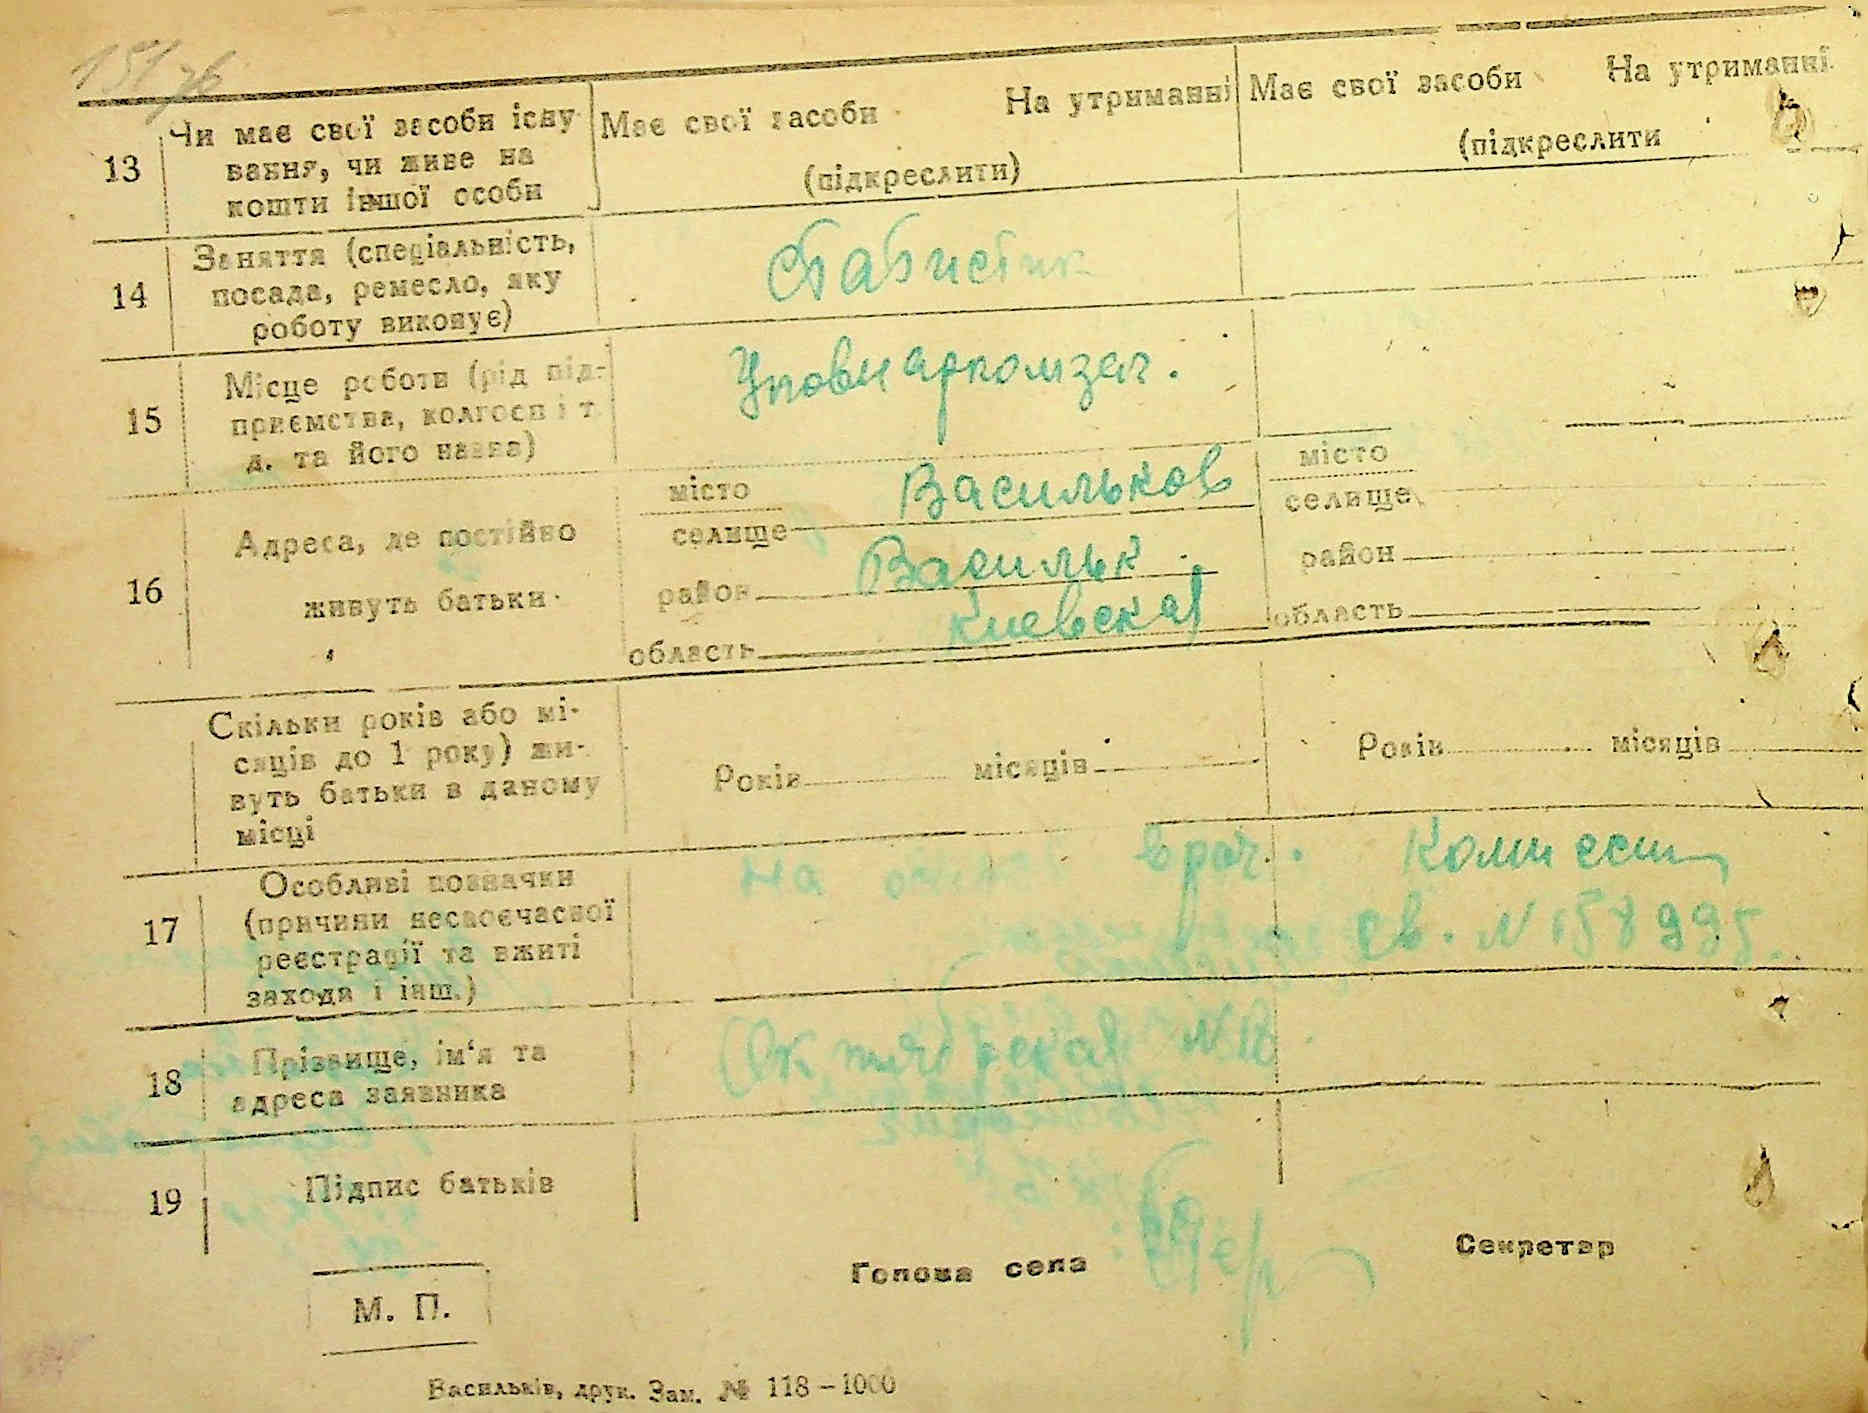 151
13 Чи має свої засоби існу
вання, чи живе на
кошти іншої особи
Має свої засоби На утриманні
(підкреслити)
Має свої засоби На утриманні
(підкреслити
14 Заняття (спеціальність,
посада, ремесло, яку
роботу виконує)
Статистик
15 Місце роботи (рід під-
приємства, колгосп і т.
д. та його назва)
Уповнаркомзаг.
16 Адреса, де постійно
живуть батьки
місто Васильков
селище
район Васильк.
область Киевская
місто
селище
район
область
Скільки років або мі-
сяців до 1 року) жи-
вуть батьки в даному
місці
Років місяців
Років місяців
17 Особливі позначки
(причини несвоєчасної
реєстрації та вжиті
заходи і інш.)
На врач. Комиссии
св. N 158995.
18 Прізвище, ім'я та
адреса заявника
Октябрская N 18
19 Підпис батьків
М. П.
Голова села
Секретар
Васильків, друк. Зам. № 118-1000